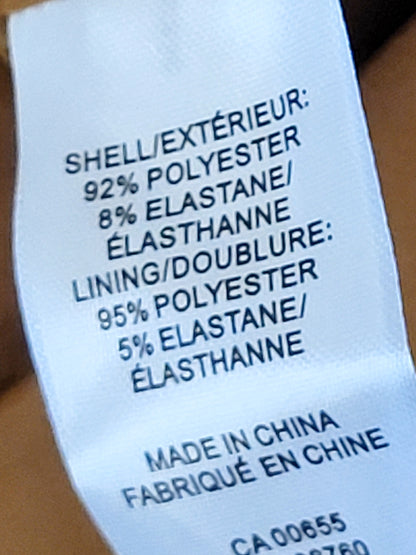 SHELL/EXTÉRIEUR:
92% POLYESTER
8% ELASTANE/
ÉLASTHANNE
LINING/DOUBLURE:
95% POLYESTER
5% ELASTANE/
ÉLASTHANNE
MADE IN CHINA
FABRIQUÉ EN CHINE
CA 00655